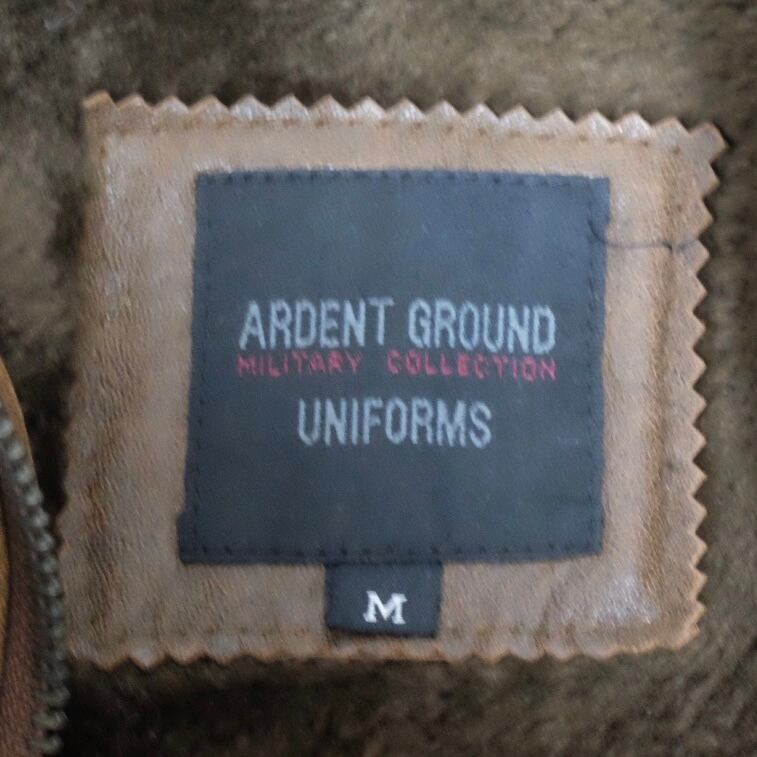 ARDENT GROUND
MILITARY COLLECTION
UNIFORMS
M